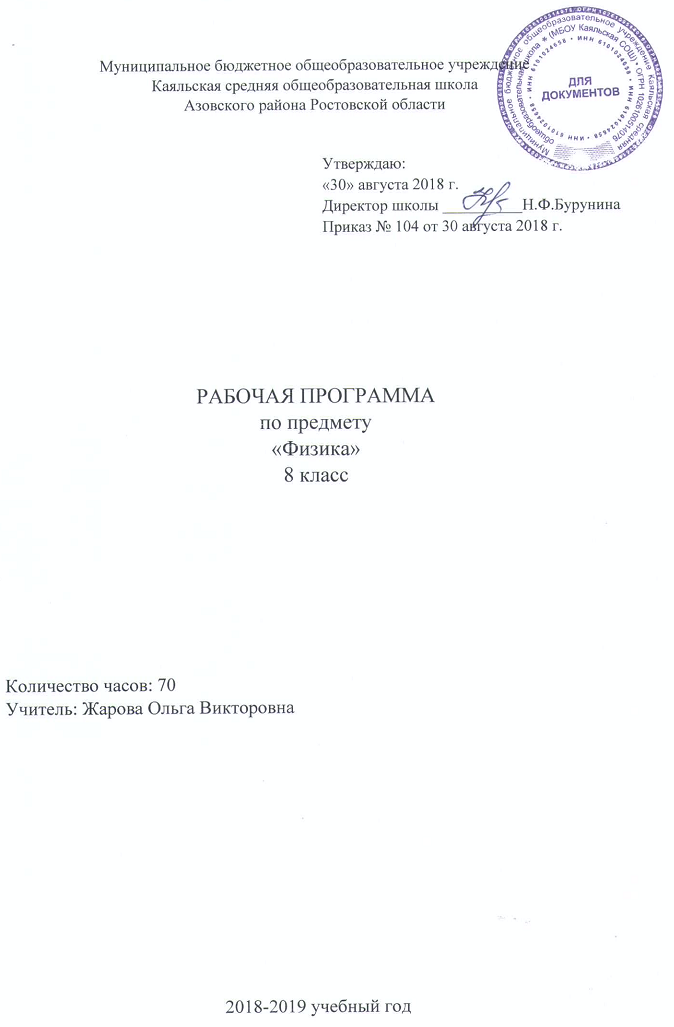 Муниципальное бюджетное общеобразовательное учреждение
Каяльская средняя общеобразовательная школа
Азовского района Ростовской области
ДЛЯ
ДОКУМЕНТОВ
Утверждаю:
«30» августа 2018 г.
Директор школы ___________Н.Ф.Бурунина
Приказ № 104 от 30 августа 2018 г.
РАБОЧАЯ ПРОГРАММА
по предмету
«Физика»
8 класс
Количество часов: 70
Учитель: Жарова Ольга Викторовна
2018-2019 учебный год